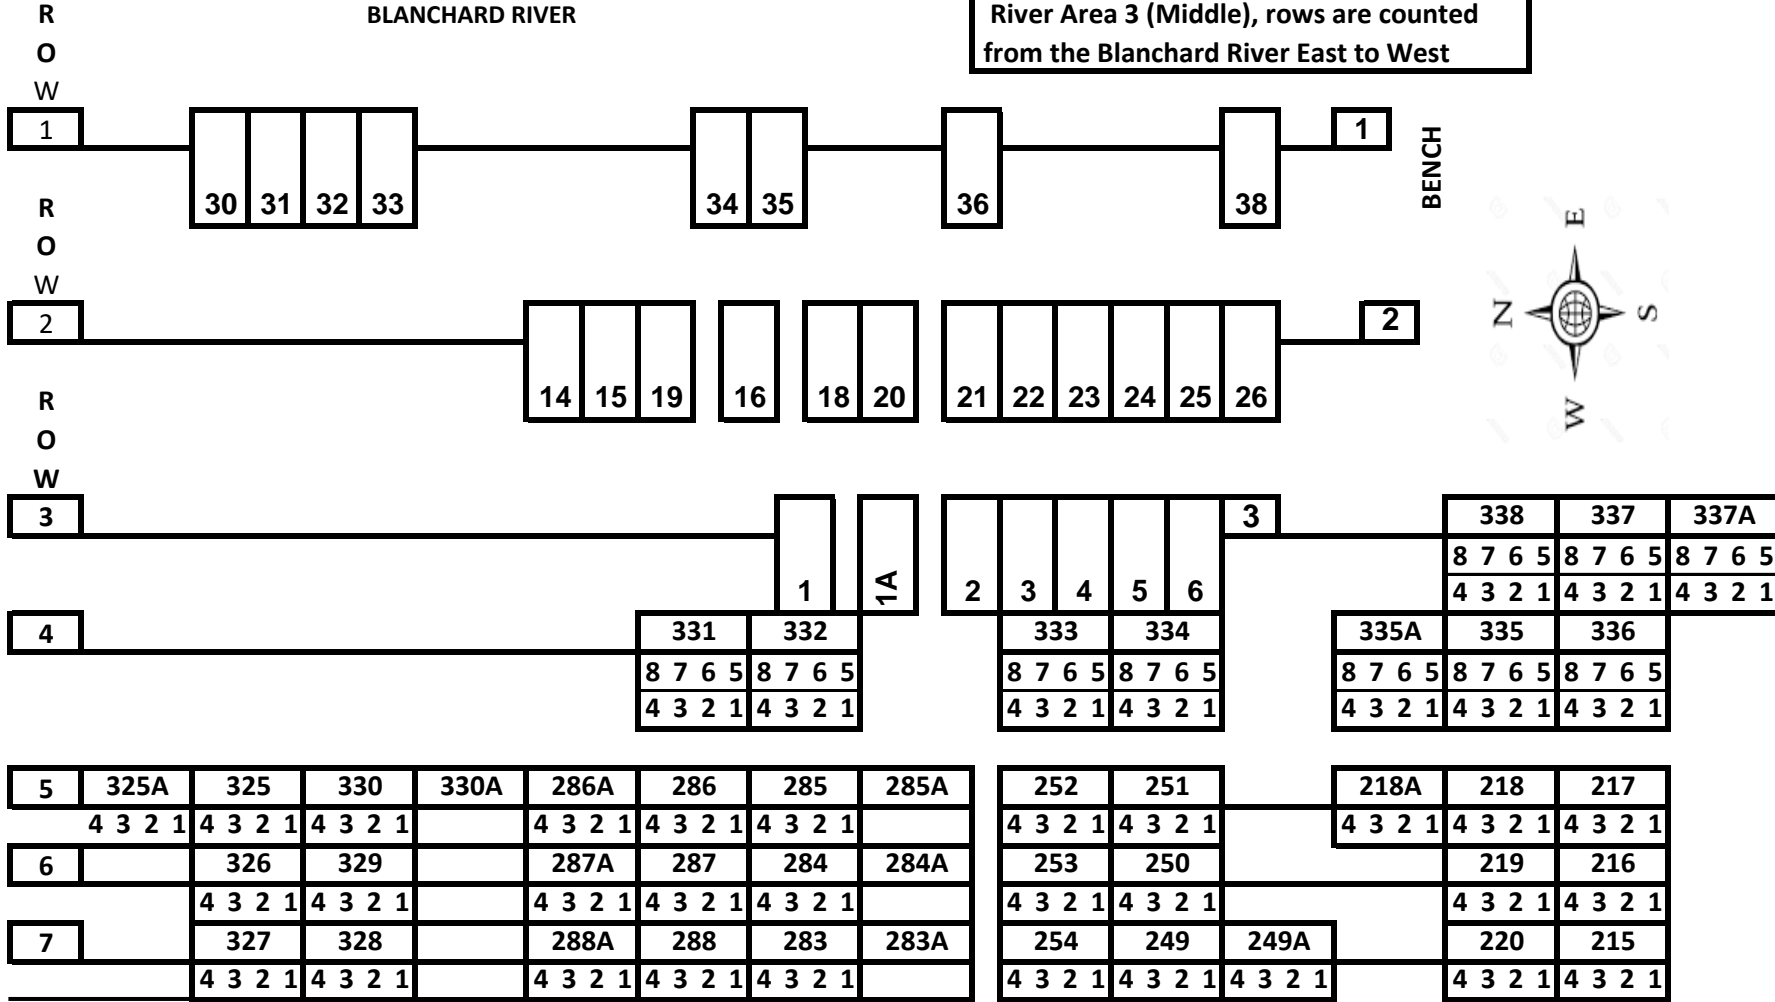 R BLANCHARD RIVER River Area 3 (Middle), rows are counted
O from the Blanchard River East to West
W
1 1
30 31 32 33 34 35 36 38 BENCH
R
O
W
E
N S
W
2 2
14 15 19 16 18 20 21 22 23 24 25 26
R
O
W
3 3 338 337 337A
8 7 6 5 8 7 6 5 8 7 6 5
1 1A 2 3 4 5 6 4 3 2 1 4 3 2 1 4 3 2 1
4 331 332 333 334 335A 335 336
8 7 6 5 8 7 6 5 8 7 6 5 8 7 6 5 8 7 6 5 8 7 6 5 8 7 6 5
4 3 2 1 4 3 2 1 4 3 2 1 4 3 2 1 4 3 2 1 4 3 2 1 4 3 2 1
5 325A 325 330 330A 286A 286 285 285A 252 251 218A 218 217
4 3 2 1 4 3 2 1 4 3 2 1 4 3 2 1 4 3 2 1 4 3 2 1 4 3 2 1 4 3 2 1 4 3 2 1 4 3 2 1 4 3 2 1
6 326 329 287A 287 284 284A 253 250 219 216
4 3 2 1 4 3 2 1 4 3 2 1 4 3 2 1 4 3 2 1 4 3 2 1 4 3 2 1 4 3 2 1 4 3 2 1
7 327 328 288A 288 283 283A 254 249 249A 220 215
4 3 2 1 4 3 2 1 4 3 2 1 4 3 2 1 4 3 2 1 4 3 2 1 4 3 2 1 4 3 2 1 4 3 2 1 4 3 2 1